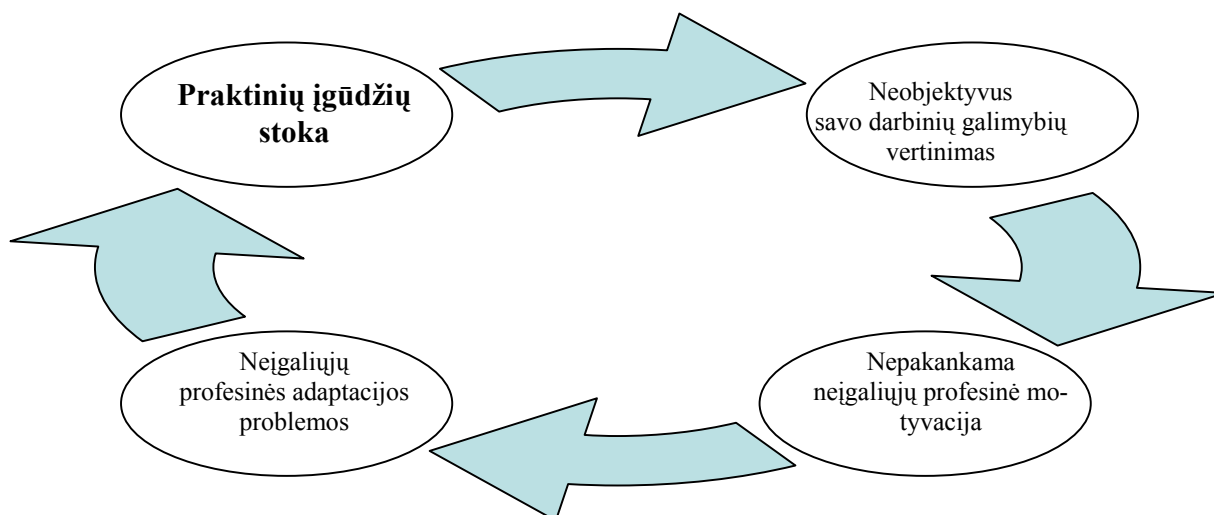 Praktinių įgūdžių
stoka
Neobjektyvus
savo darbinių galimybių
vertinimas
Neįgaliųjų
profesinės adaptacijos
problemos
Nepakankama
neįgaliųjų profesinė mo-
tyvacija